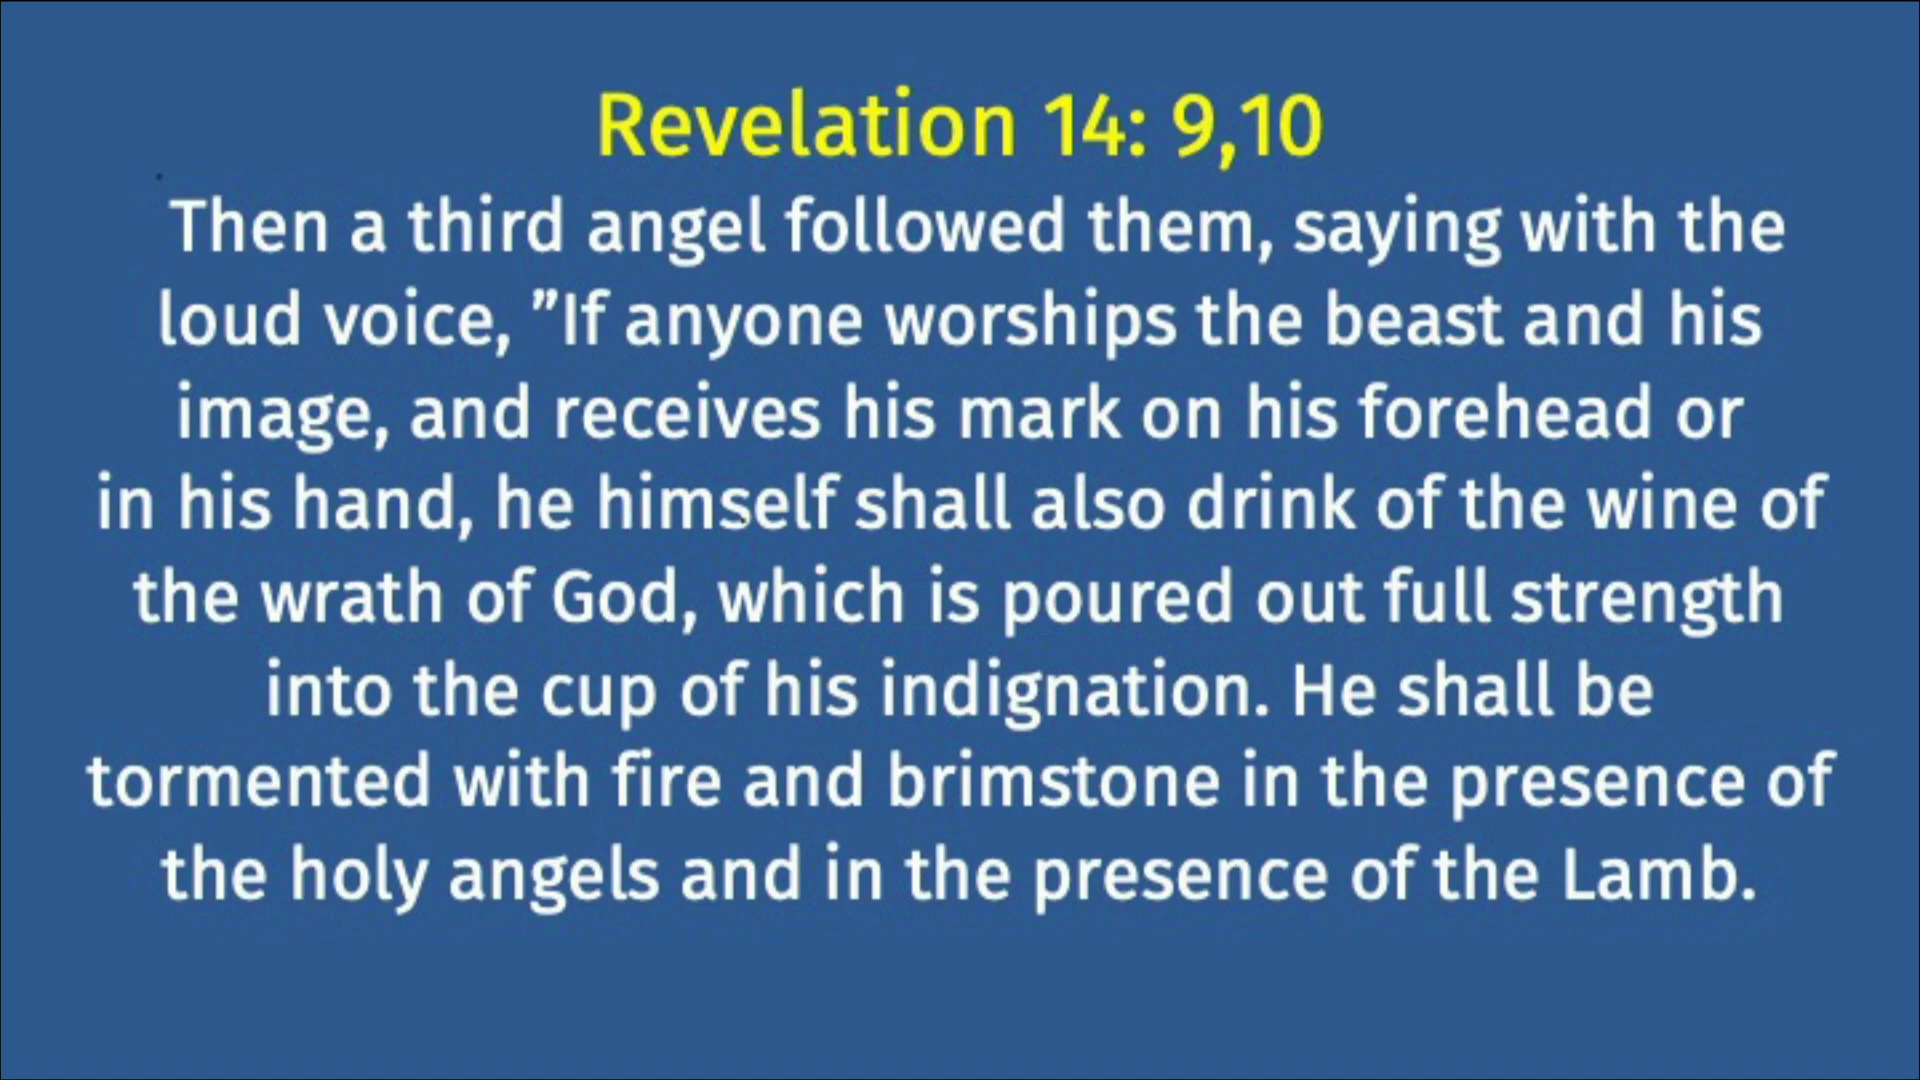 Revelation 14: 9,10
Then a third angel followed them, saying with the
loud voice, ”If anyone worships the beast and his
image, and receives his mark on his forehead or
in his hand, he himself shall also drink of the wine of
the wrath of God, which is poured out full strength
into the cup of his indignation. He shall be
tormented with fire and brimstone in the presence of
the holy angels and in the presence of the Lamb.